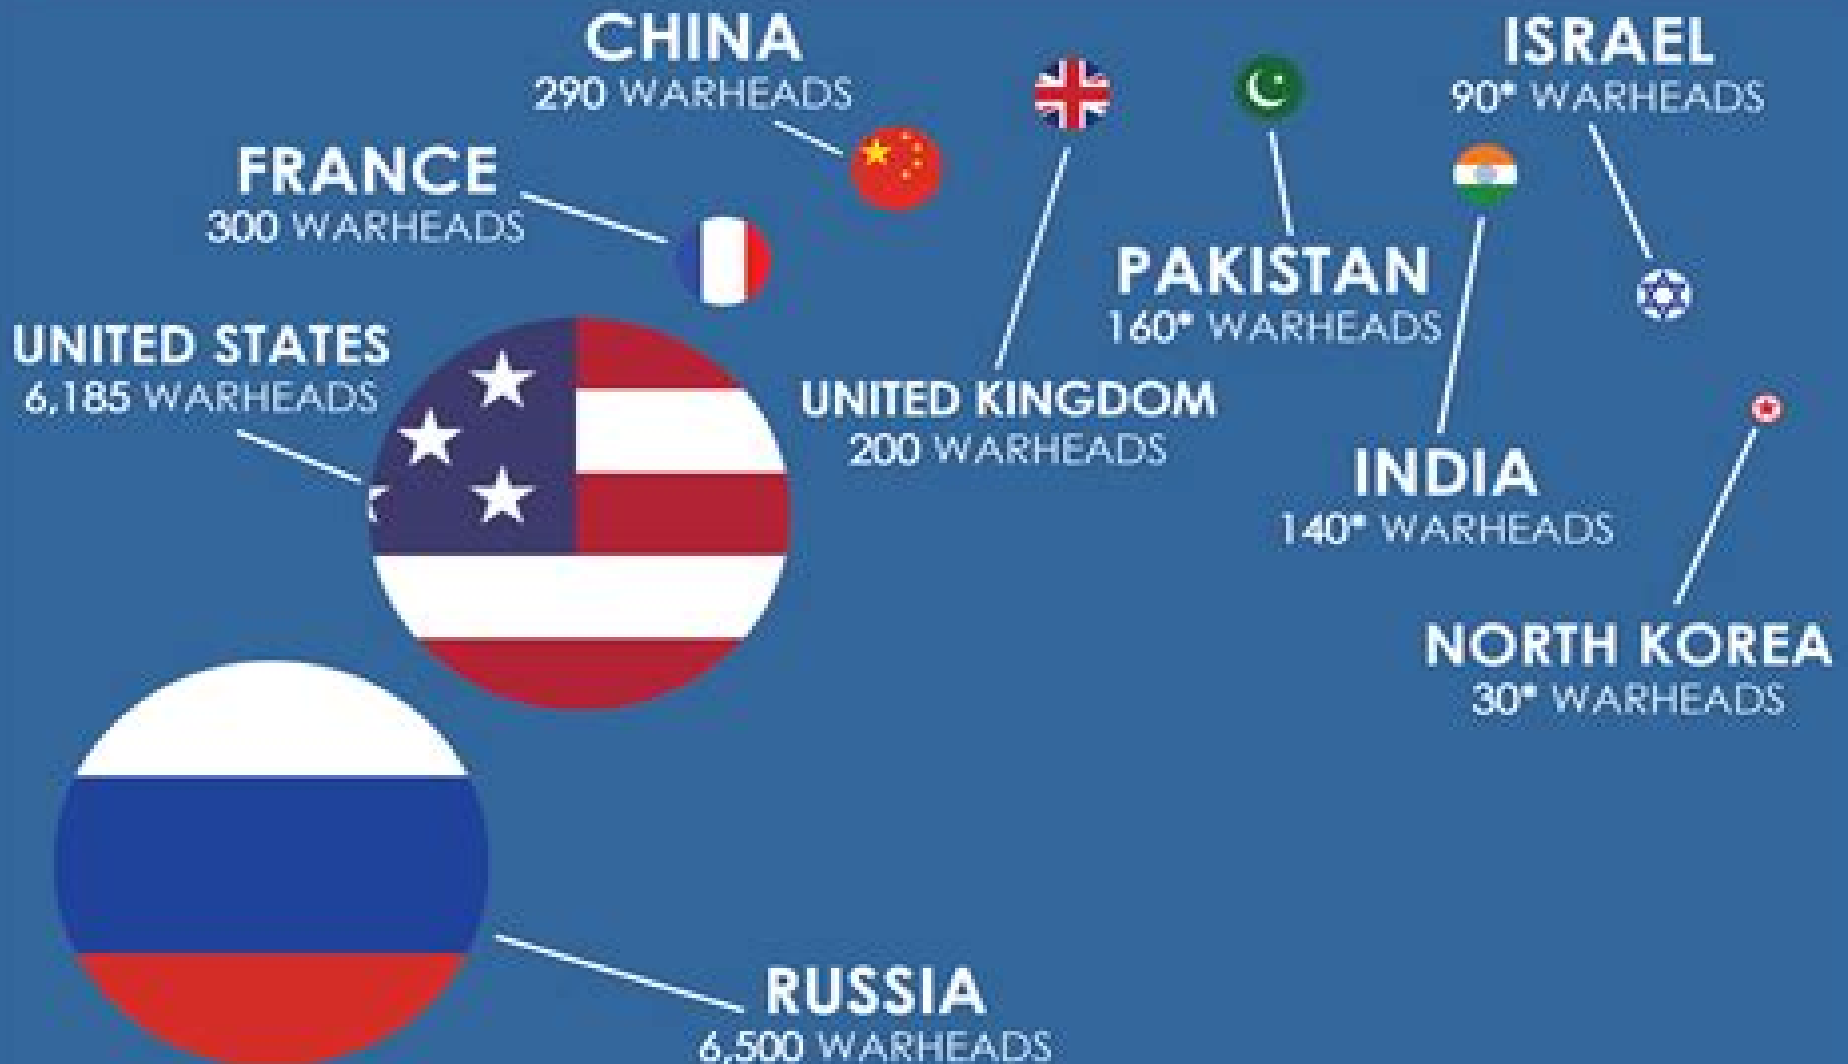 CHINA
290 WARHEADS
ISRAEL
90* WARHEADS
FRANCE
300 WARHEADS
PAKISTAN
160* WARHEADS
UNITED STATES
6,185 WARHEADS
UNITED KINGDOM
200 WARHEADS
INDIA
140* WARHEADS
NORTH KOREA
30* WARHEADS
RUSSIA
6,500 WARHEADS